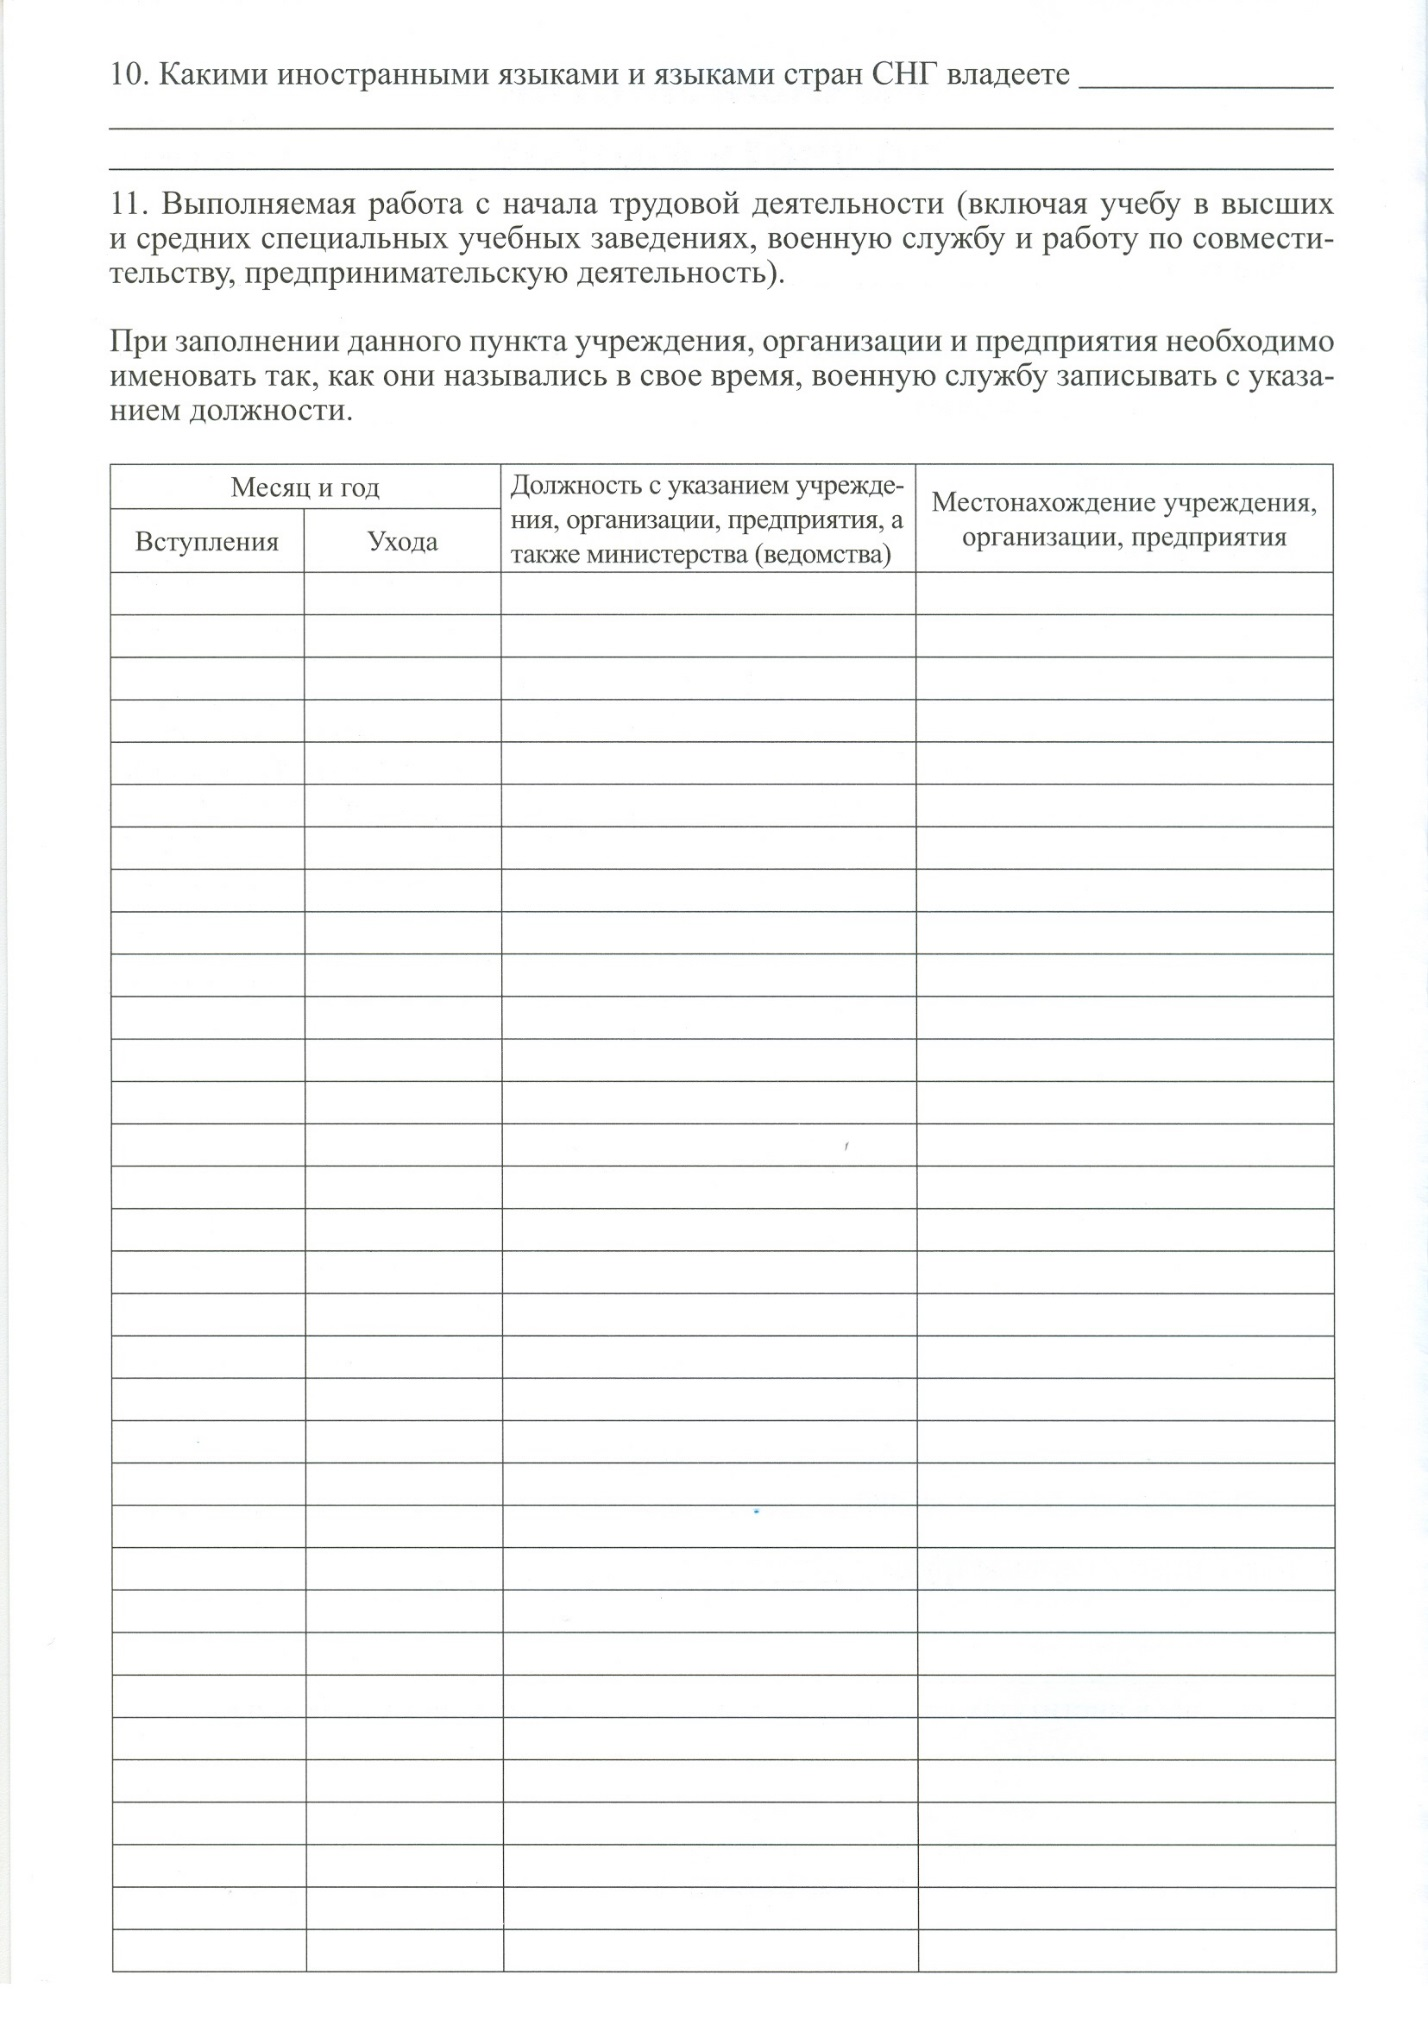 10. Какими иностранными языками и языками стран СНГ владеете
11. Выполняемая работа с начала трудовой деятельности (включая учебу в высших
и средних специальных учебных заведениях, военную службу и работу по совмести-
тельству, предпринимательскую деятельность).
При заполнении данного пункта учреждения, организации и предприятия необходимо
именовать так, как они назывались в свое время, военную службу записывать с указа-
нием должности.
Месяц и год
Вступления
Ухода
Должность с указанием учрежде-
ния, организации, предприятия, а
также министерства (ведомства)
Местонахождение учреждения,
организации, предприятия